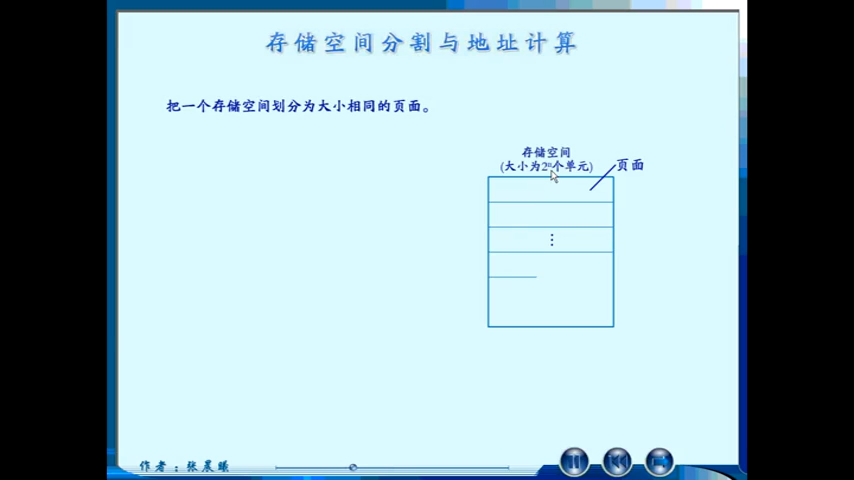 存储空间分割与地址计算
把一个存储空间划分为大小相同的页面。
存储空间
(大小为2ⁿ个单元)
页面
⋮
作者：张晨曦